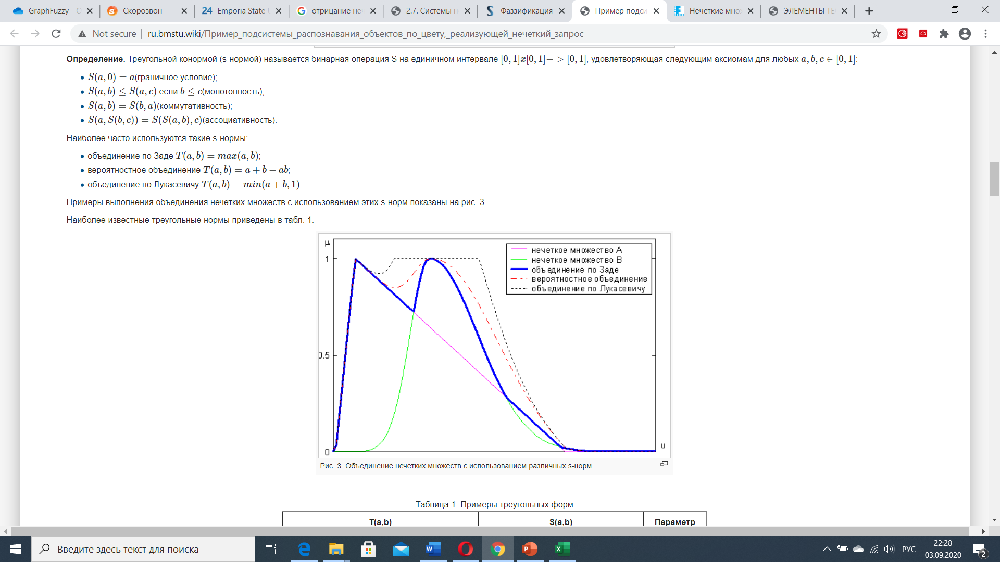 GraphFuzzy - O
Скорозвон
24 Emporia State U
отрицание неч
2.7. Системы н
Фаззификация
Пример подси
Нечеткие мно
ЭЛЕМЕНТЫ ТЕ
Not secure | ru.bmstu.wiki/Пример_подсистемы_распознавания_объектов_по_цвету,_реализующей_нечеткий_запрос
Определение. Треугольной конормой (s-нормой) называется бинарная операция S на единичном интервале [0, 1]x[0, 1]− > [0, 1], удовлетворяющая следующим аксиомам для любых a, b, c ∈ [0, 1]:
• S(a, 0) = a(граничное условие);
• S(a, b) ≤ S(a, c) если b ≤ c(монотонность);
• S(a, b) = S(b, a)(коммутативность);
• S(a, S(b, c)) = S(S(a, b), c)(ассоциативность).
Наиболее часто используются такие s-нормы:
• объединение по Заде T(a, b) = max(a, b);
• вероятностное объединение T(a, b) = a + b − ab;
• объединение по Лукасевичу T(a, b) = min(a + b, 1).
Примеры выполнения объединения нечетких множеств с использованием этих s-норм показаны на рис. 3.
Наиболее известные треугольные нормы приведены в табл. 1.
μ
1
0.5
0
u
нечеткое множество A
нечеткое множество B
объединение по Заде
вероятностное объединение
объединение по Лукасевичу
Рис. 3. Объединение нечетких множеств с использованием различных s-норм
Таблица 1. Примеры треугольных форм
T(a,b) S(a,b) Параметр
Введите здесь текст для поиска
РУС
22:28
03.09.2020
2